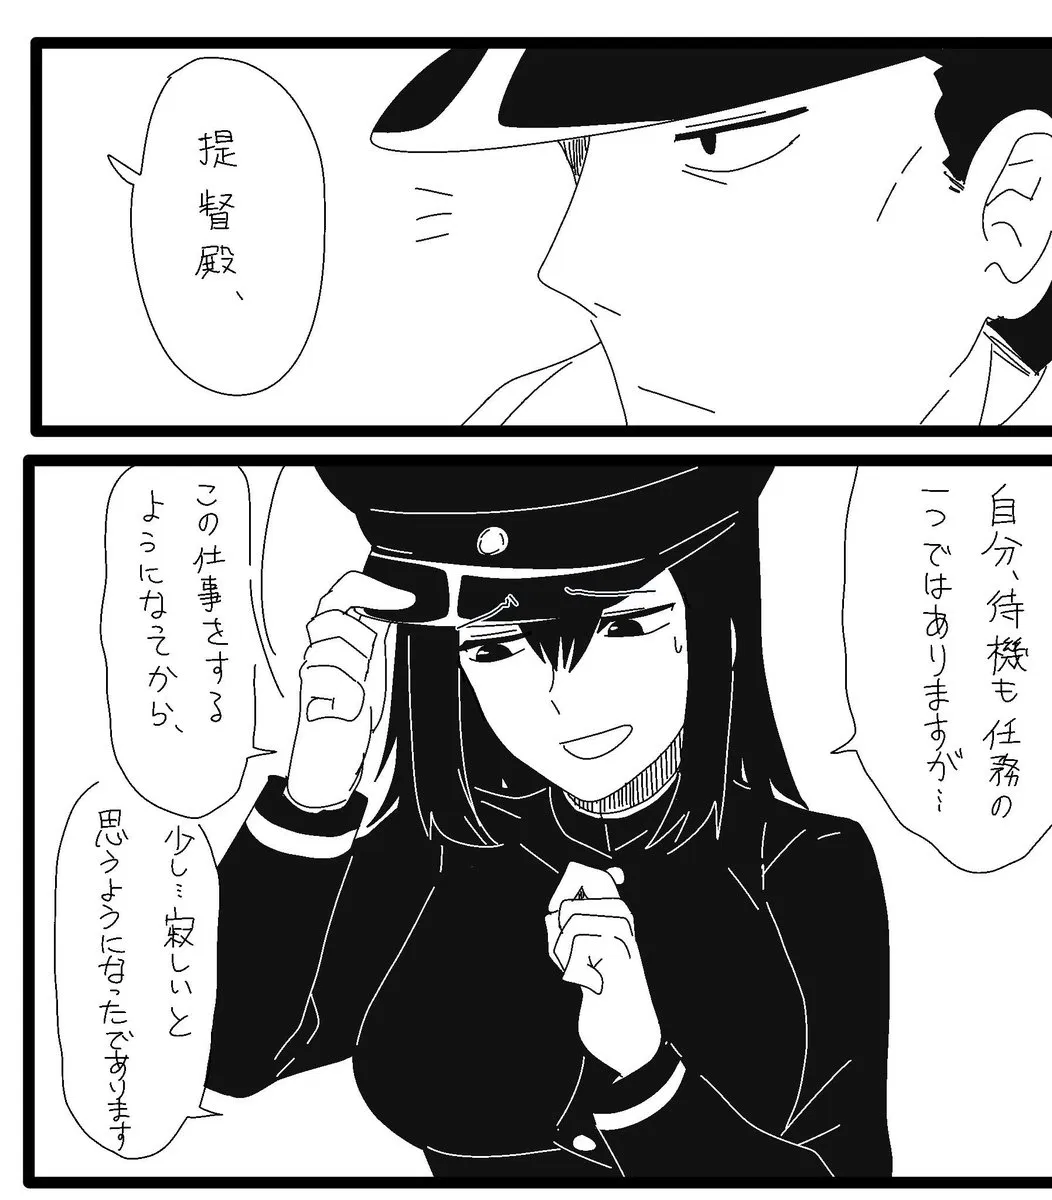 提督殿、
自分、待機も任務の
一つではありますが…
この仕事をする
ようになてから、
少し…寂しいと
思うようになったであります